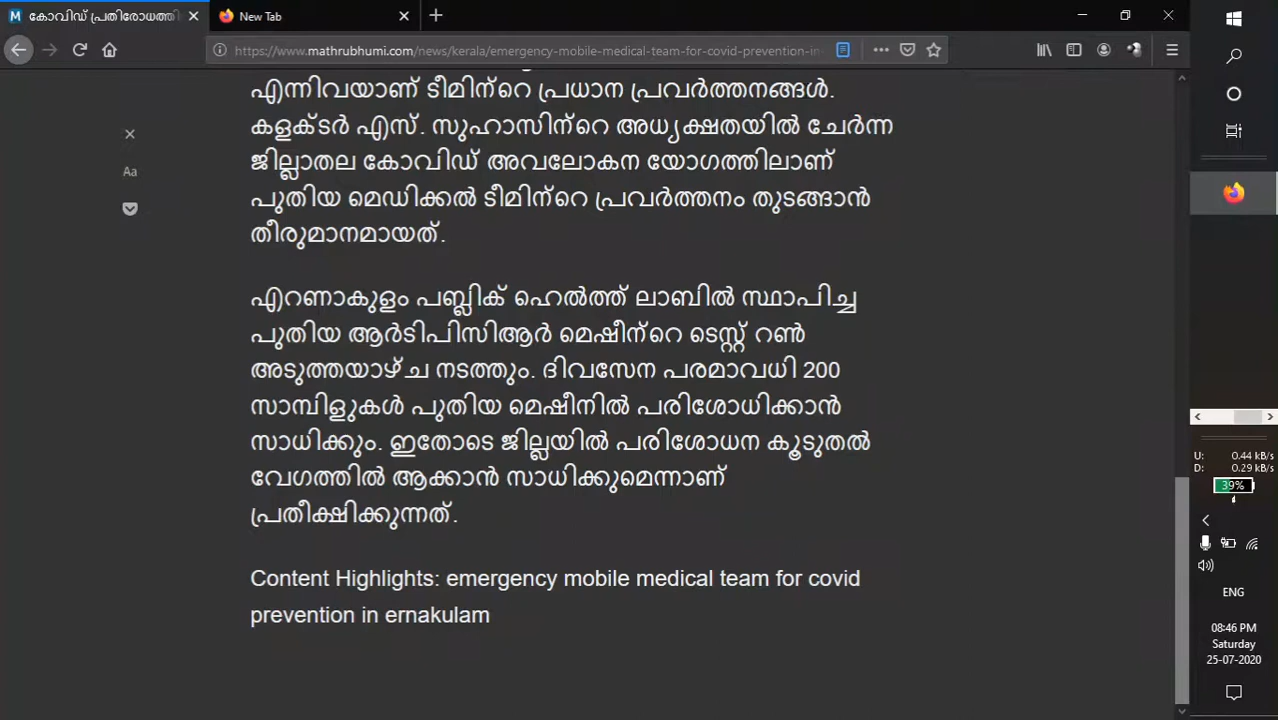 കോവിഡ് പ്രതിരോധത്തി
New Tab
https://www.mathrubhumi.com/news/kerala/emergency-mobile-medical-team-for-covid-prevention-in-
എന്നിവയാണ് ടീമിന്റെ പ്രധാന പ്രവർത്തനങ്ങൾ.
കളക്ടർ എസ്. സുഹാസിന്റെ അധ്യക്ഷതയിൽ ചേർന്ന
ജില്ലാതല കോവിഡ് അവലോകന യോഗത്തിലാണ്
പുതിയ മെഡിക്കൽ ടീമിന്റെ പ്രവർത്തനം തുടങ്ങാൻ
തീരുമാനമായത്.
Aa
എറണാകുളം പബ്ലിക് ഹെൽത്ത് ലാബിൽ സ്ഥാപിച്ച
പുതിയ ആർടിപിസിആർ മെഷീന്റെ ടെസ്റ്റ് റൺ
അടുത്തയാഴ്ച നടത്തും. ദിവസേന പരമാവധി 200
സാമ്പിളുകൾ പുതിയ മെഷീനിൽ പരിശോധിക്കാൻ
സാധിക്കും. ഇതോടെ ജില്ലയിൽ പരിശോധന കൂടുതൽ
വേഗത്തിൽ ആക്കാൻ സാധിക്കുമെന്നാണ്
പ്രതീക്ഷിക്കുന്നത്.
Content Highlights: emergency mobile medical team for covid
prevention in ernakulam
U: 0.44 kB/s
D: 0.29 kB/s
39%
ENG
08:46 PM
Saturday
25-07-2020